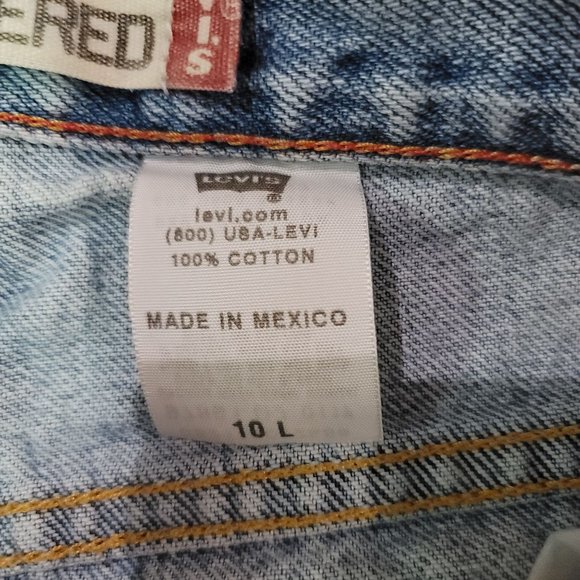 ERED
VI.S
LEVI'S
®
levi.com
(800) USA-LEVI
100% COTTON
MADE IN MEXICO
10 L